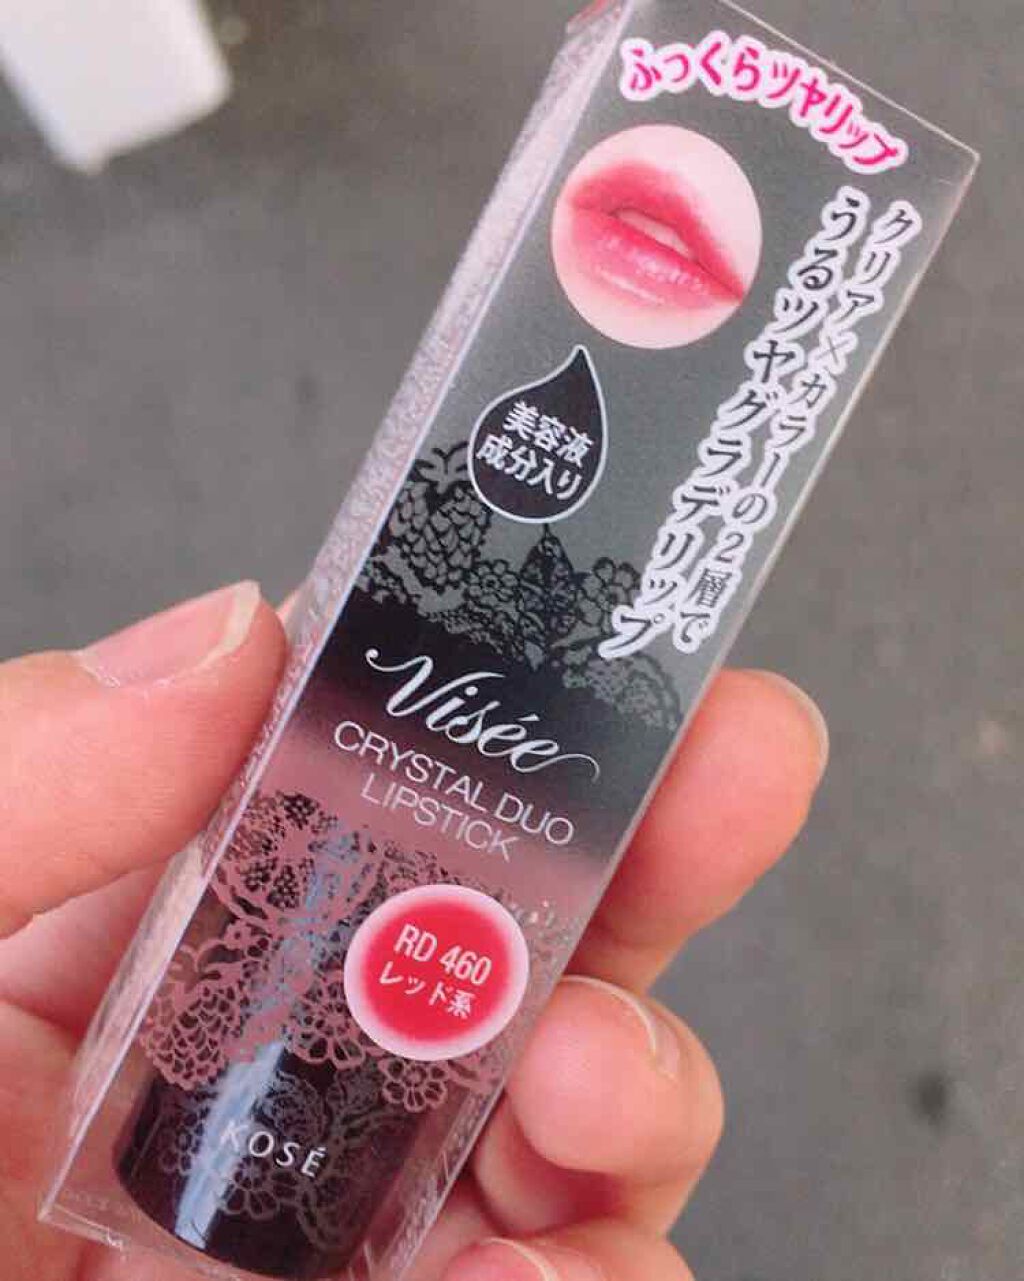 ふっくらツヤリップ
クリア×カラーの2層で
うるツヤグラデリップ
美容液
成分入り
Visée
CRYSTAL DUO
LIPSTICK
RD 460
レッド系
KOSÉ